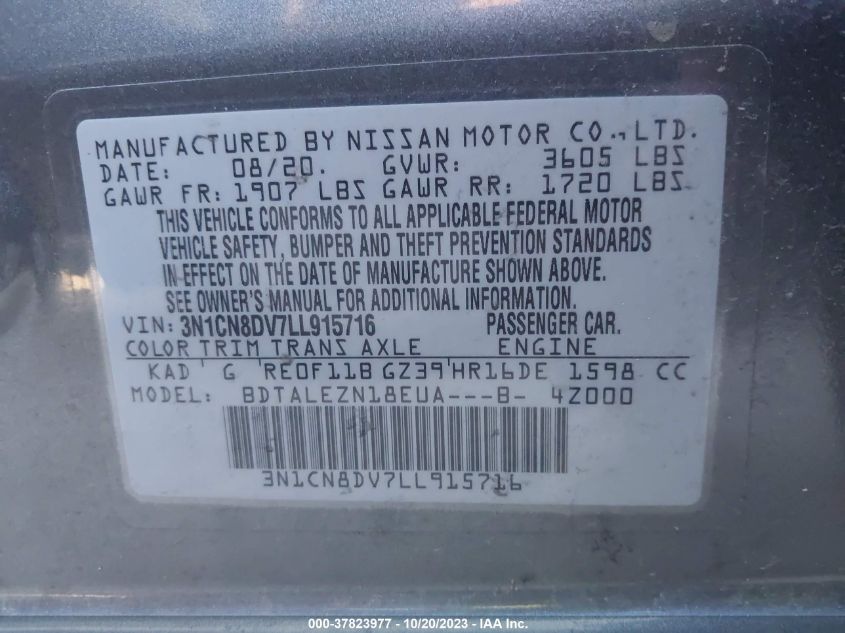 MANUFACTURED BY NISSAN MOTOR CO., LTD.
DATE: 08/20. GVWR: 3605 LBS
GAWR FR: 1907 LBS GAWR RR: 1720 LBS
THIS VEHICLE CONFORMS TO ALL APPLICABLE FEDERAL MOTOR
VEHICLE SAFETY, BUMPER AND THEFT PREVENTION STANDARDS
IN EFFECT ON THE DATE OF MANUFACTURE SHOWN ABOVE.
SEE OWNER'S MANUAL FOR ADDITIONAL INFORMATION.
VIN: 3N1CN8DV7LL915716 PASSENGER CAR.
COLOR TRIM TRANS AXLE ENGINE
KAD G RE0F11B GZ39 HR16DE 1598 CC
MODEL: BDTALEZN18EUA---B- 4Z000
3N1CN8DV7LL915716
000-37823977 - 10/20/2023 - IAA Inc.